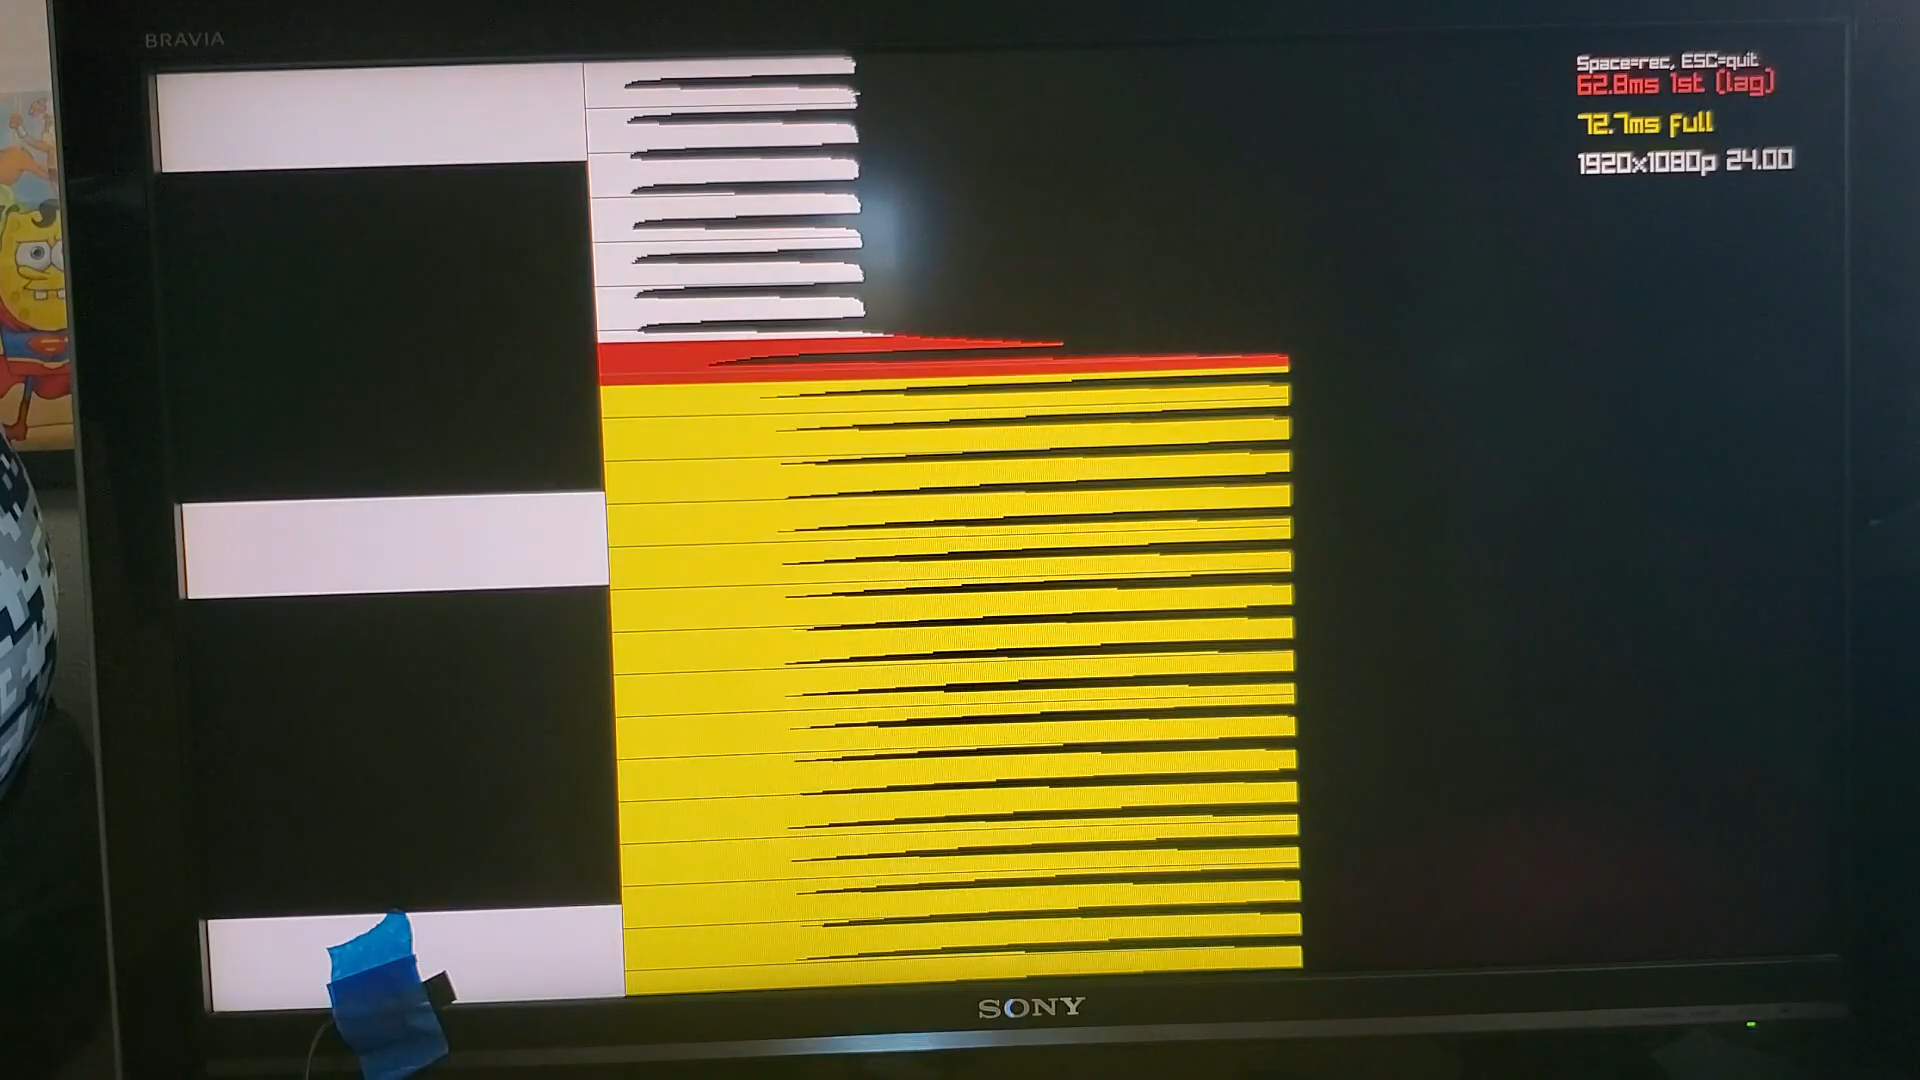 BRAVIA
Space=rec, ESC=quit
62.8ms 1st (lag)
72.7ms full
1920x1080p 24.00
SONY